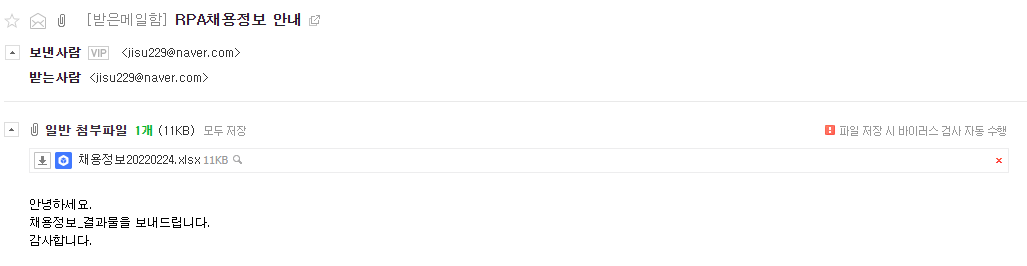 [받은메일함] RPA채용정보 안내
보낸사람 VIP <jisu229@naver.com>
받는사람 <jisu229@naver.com>
일반 첨부파일 1개 (11KB) 모두 저장
파일 저장 시 바이러스 검사 자동 수행
채용정보20220224.xlsx 11KB
안녕하세요.
채용정보_결과물을 보내드립니다.
감사합니다.